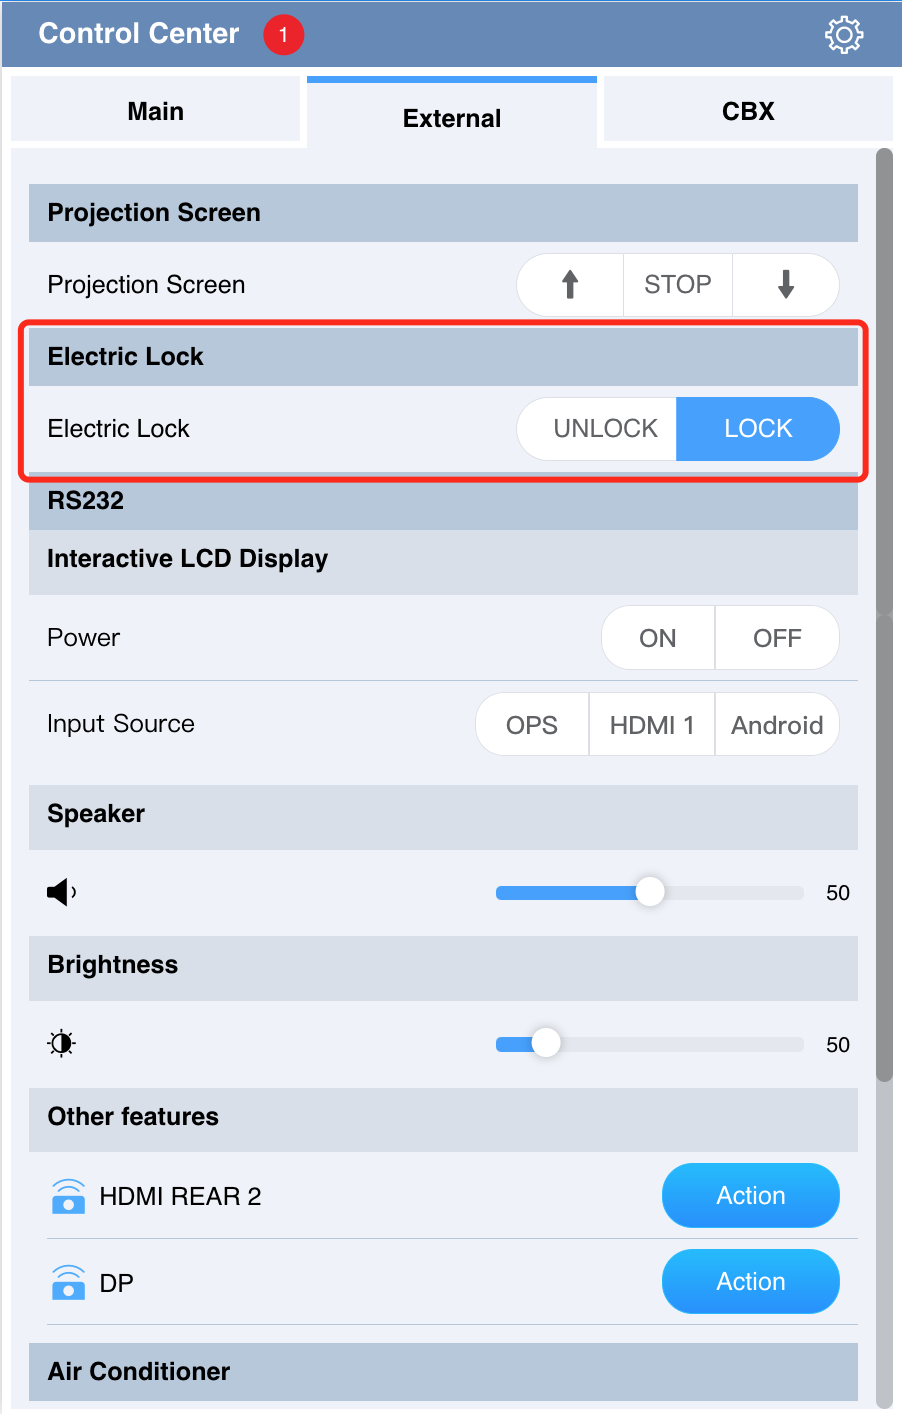 Control Center 1
Main External CBX
Projection Screen
Projection Screen STOP
Electric Lock
Electric Lock UNLOCK LOCK
RS232
Interactive LCD Display
Power ON OFF
Input Source OPS HDMI 1 Android
Speaker
50
Brightness
50
Other features
HDMI REAR 2 Action
DP Action
Air Conditioner